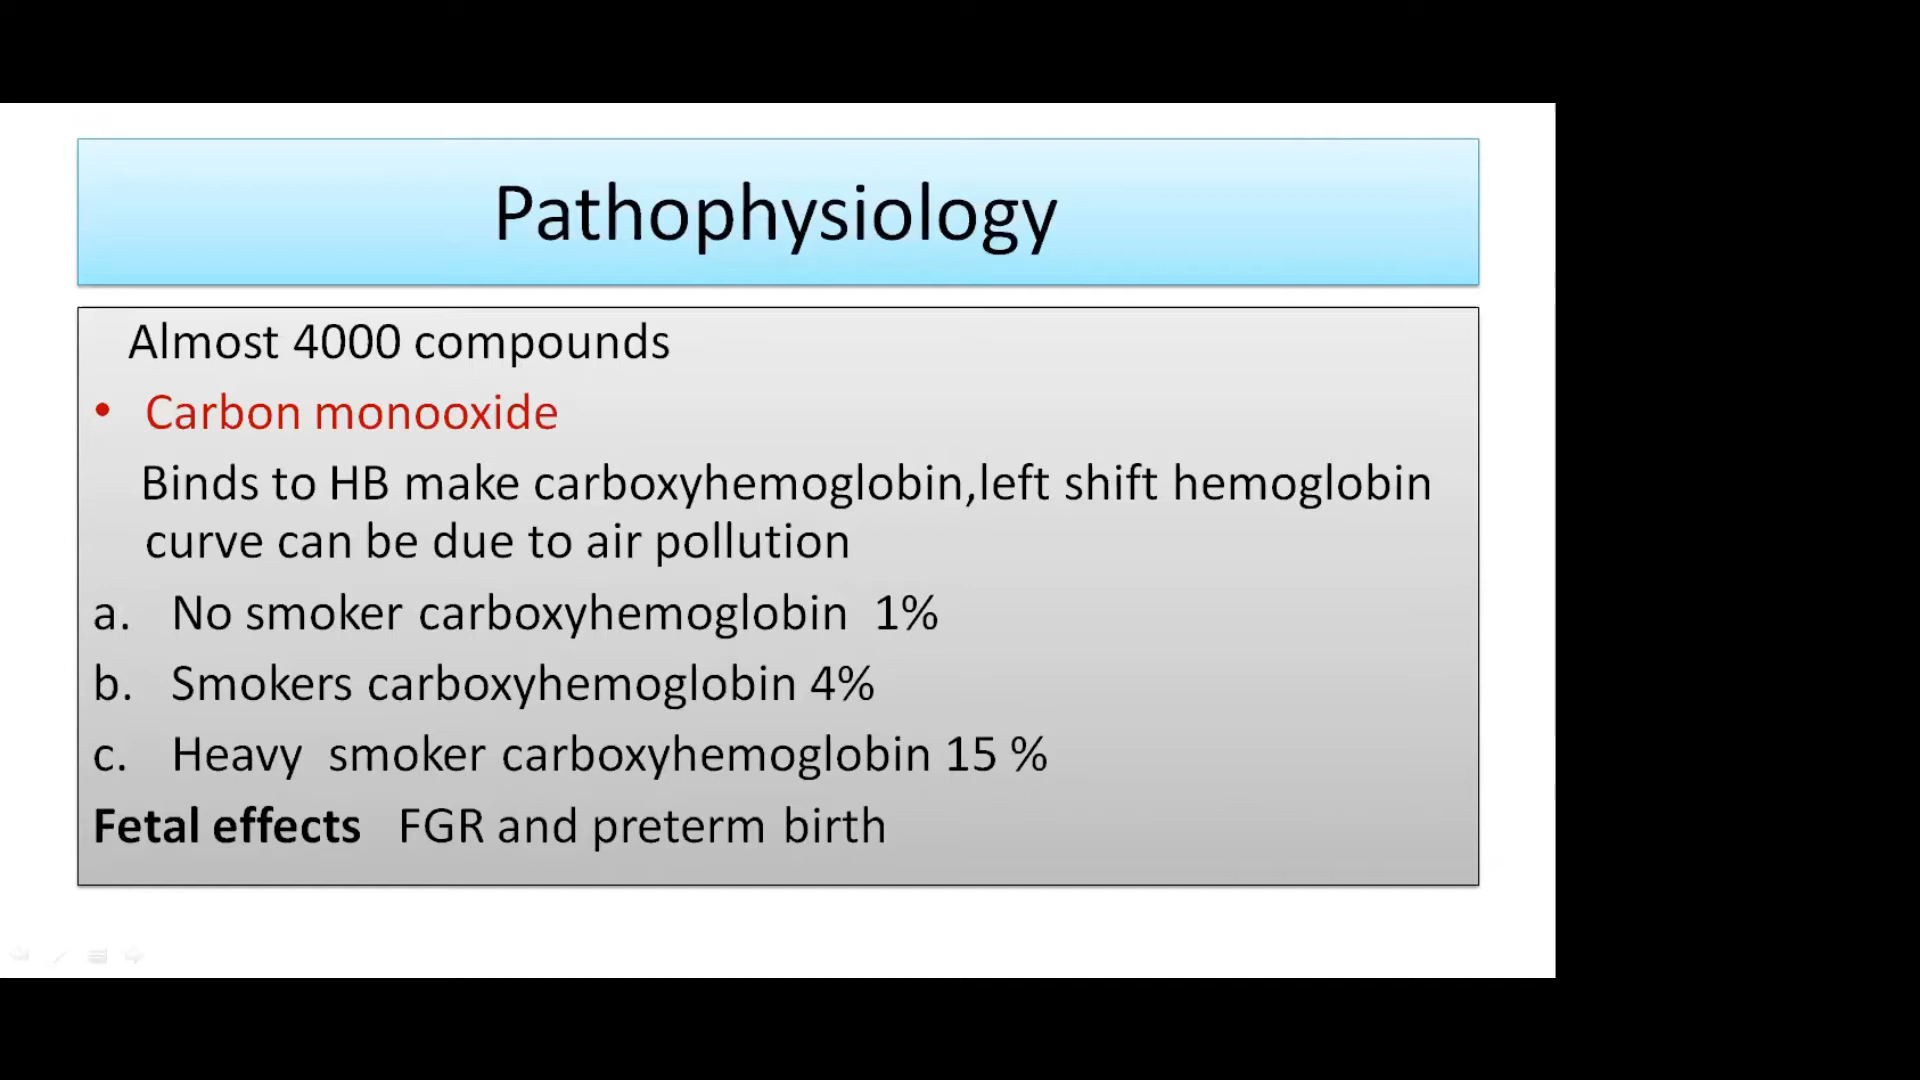 Pathophysiology
Almost 4000 compounds
• Carbon monooxide
Binds to HB make carboxyhemoglobin,left shift hemoglobin
curve can be due to air pollution
a. No smoker carboxyhemoglobin 1%
b. Smokers carboxyhemoglobin 4%
c. Heavy smoker carboxyhemoglobin 15 %
Fetal effects FGR and preterm birth